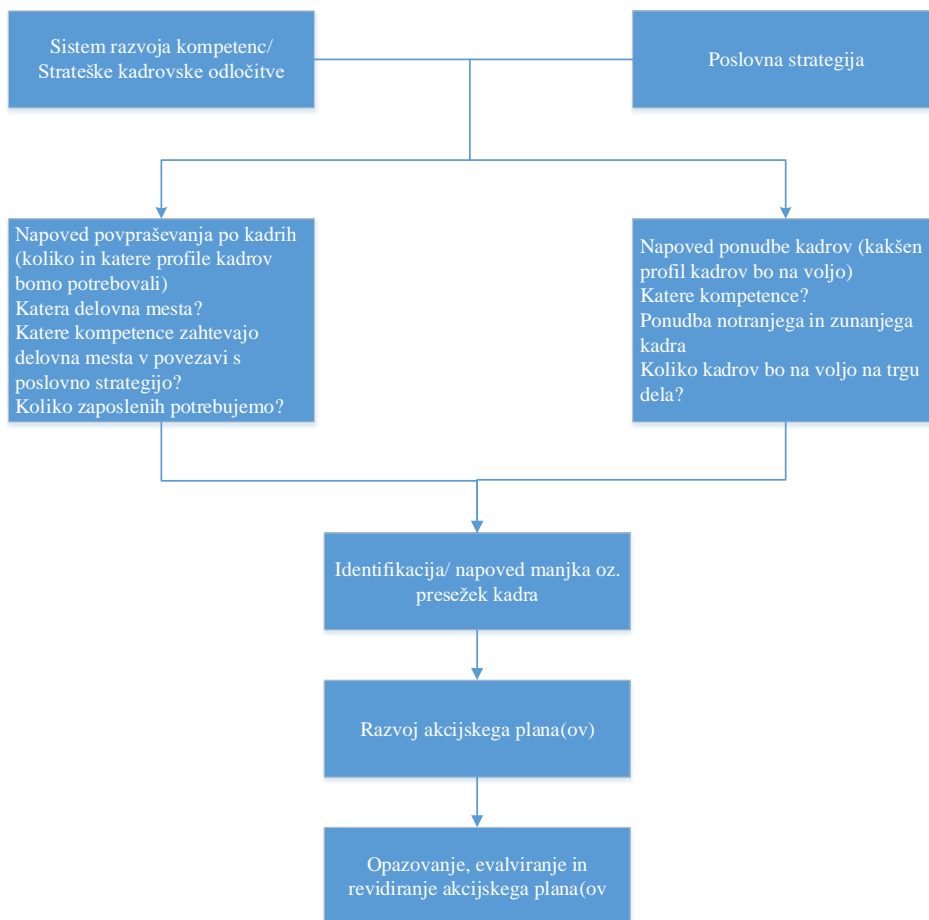 Sistem razvoja kompetenc/
Strateške kadrovske odločitve
Poslovna strategija
Napoved povpraševanja po kadrih
(koliko in katere profile kadrov
bomo potrebovali)
Katera delovna mesta?
Katere kompetence zahtevajo
delovna mesta v povezavi s
poslovno strategijo?
Koliko zaposlenih potrebujemo?
Napoved ponudbe kadrov (kakšen
profil kadrov bo na voljo)
Katere kompetence?
Ponudba notranjega in zunanjega
kadra
Koliko kadrov bo na voljo na trgu
dela?
Identifikacija/ napoved manjka oz.
presežek kadra
Razvoj akcijskega plana(ov)
Opazovanje, evalviranje in
revidiranje akcijskega plana(ov